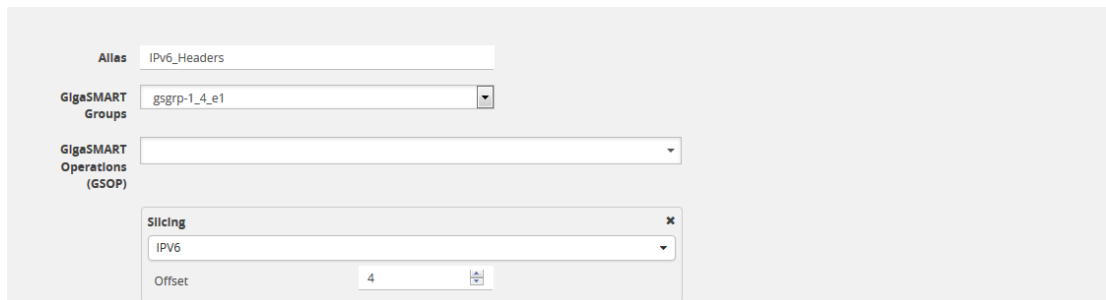 Alias IPv6_Headers
GigaSMART gsgrp-1_4_e1
Groups
GigaSMART
Operations
(GSOP)
Slicing ✖
IPV6
Offset 4